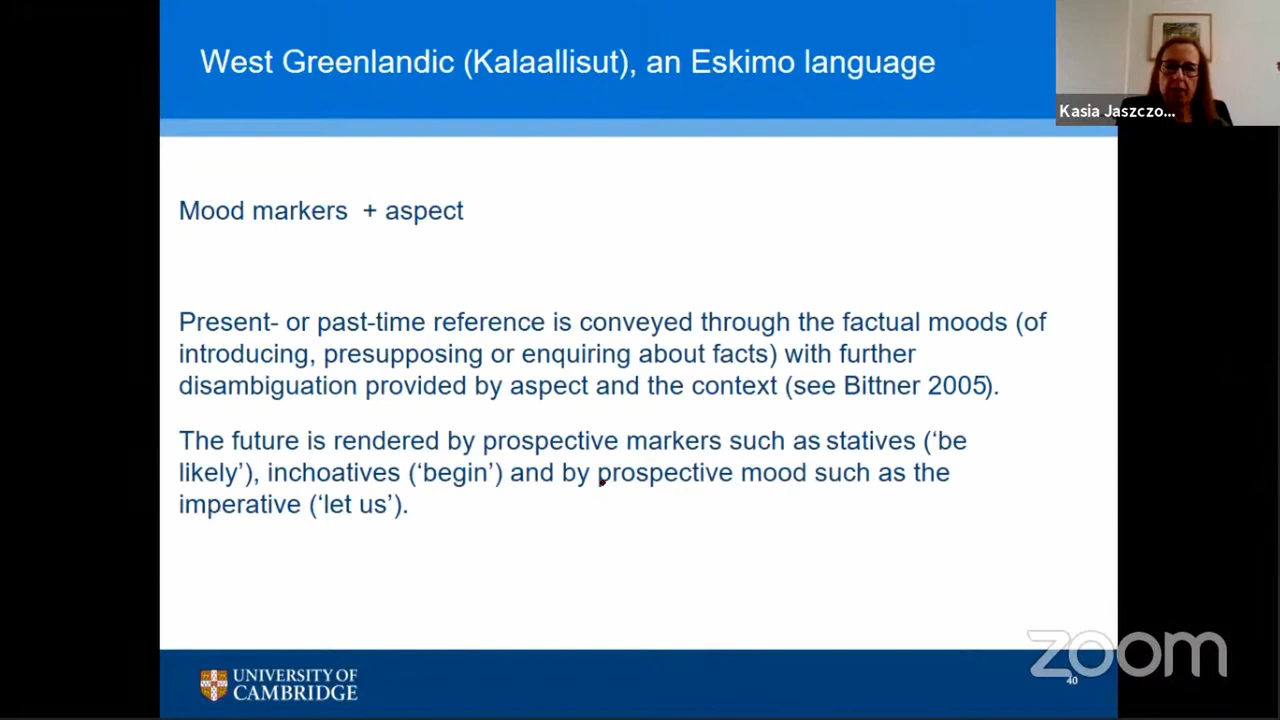 West Greenlandic (Kalaallisut), an Eskimo language
Kasia Jaszczo...
Mood markers + aspect
Present- or past-time reference is conveyed through the factual moods (of
introducing, presupposing or enquiring about facts) with further
disambiguation provided by aspect and the context (see Bittner 2005).
The future is rendered by prospective markers such as statives (‘be
likely’), inchoatives (‘begin’) and by prospective mood such as the
imperative (‘let us’).
zoom
UNIVERSITY OF
CAMBRIDGE
40